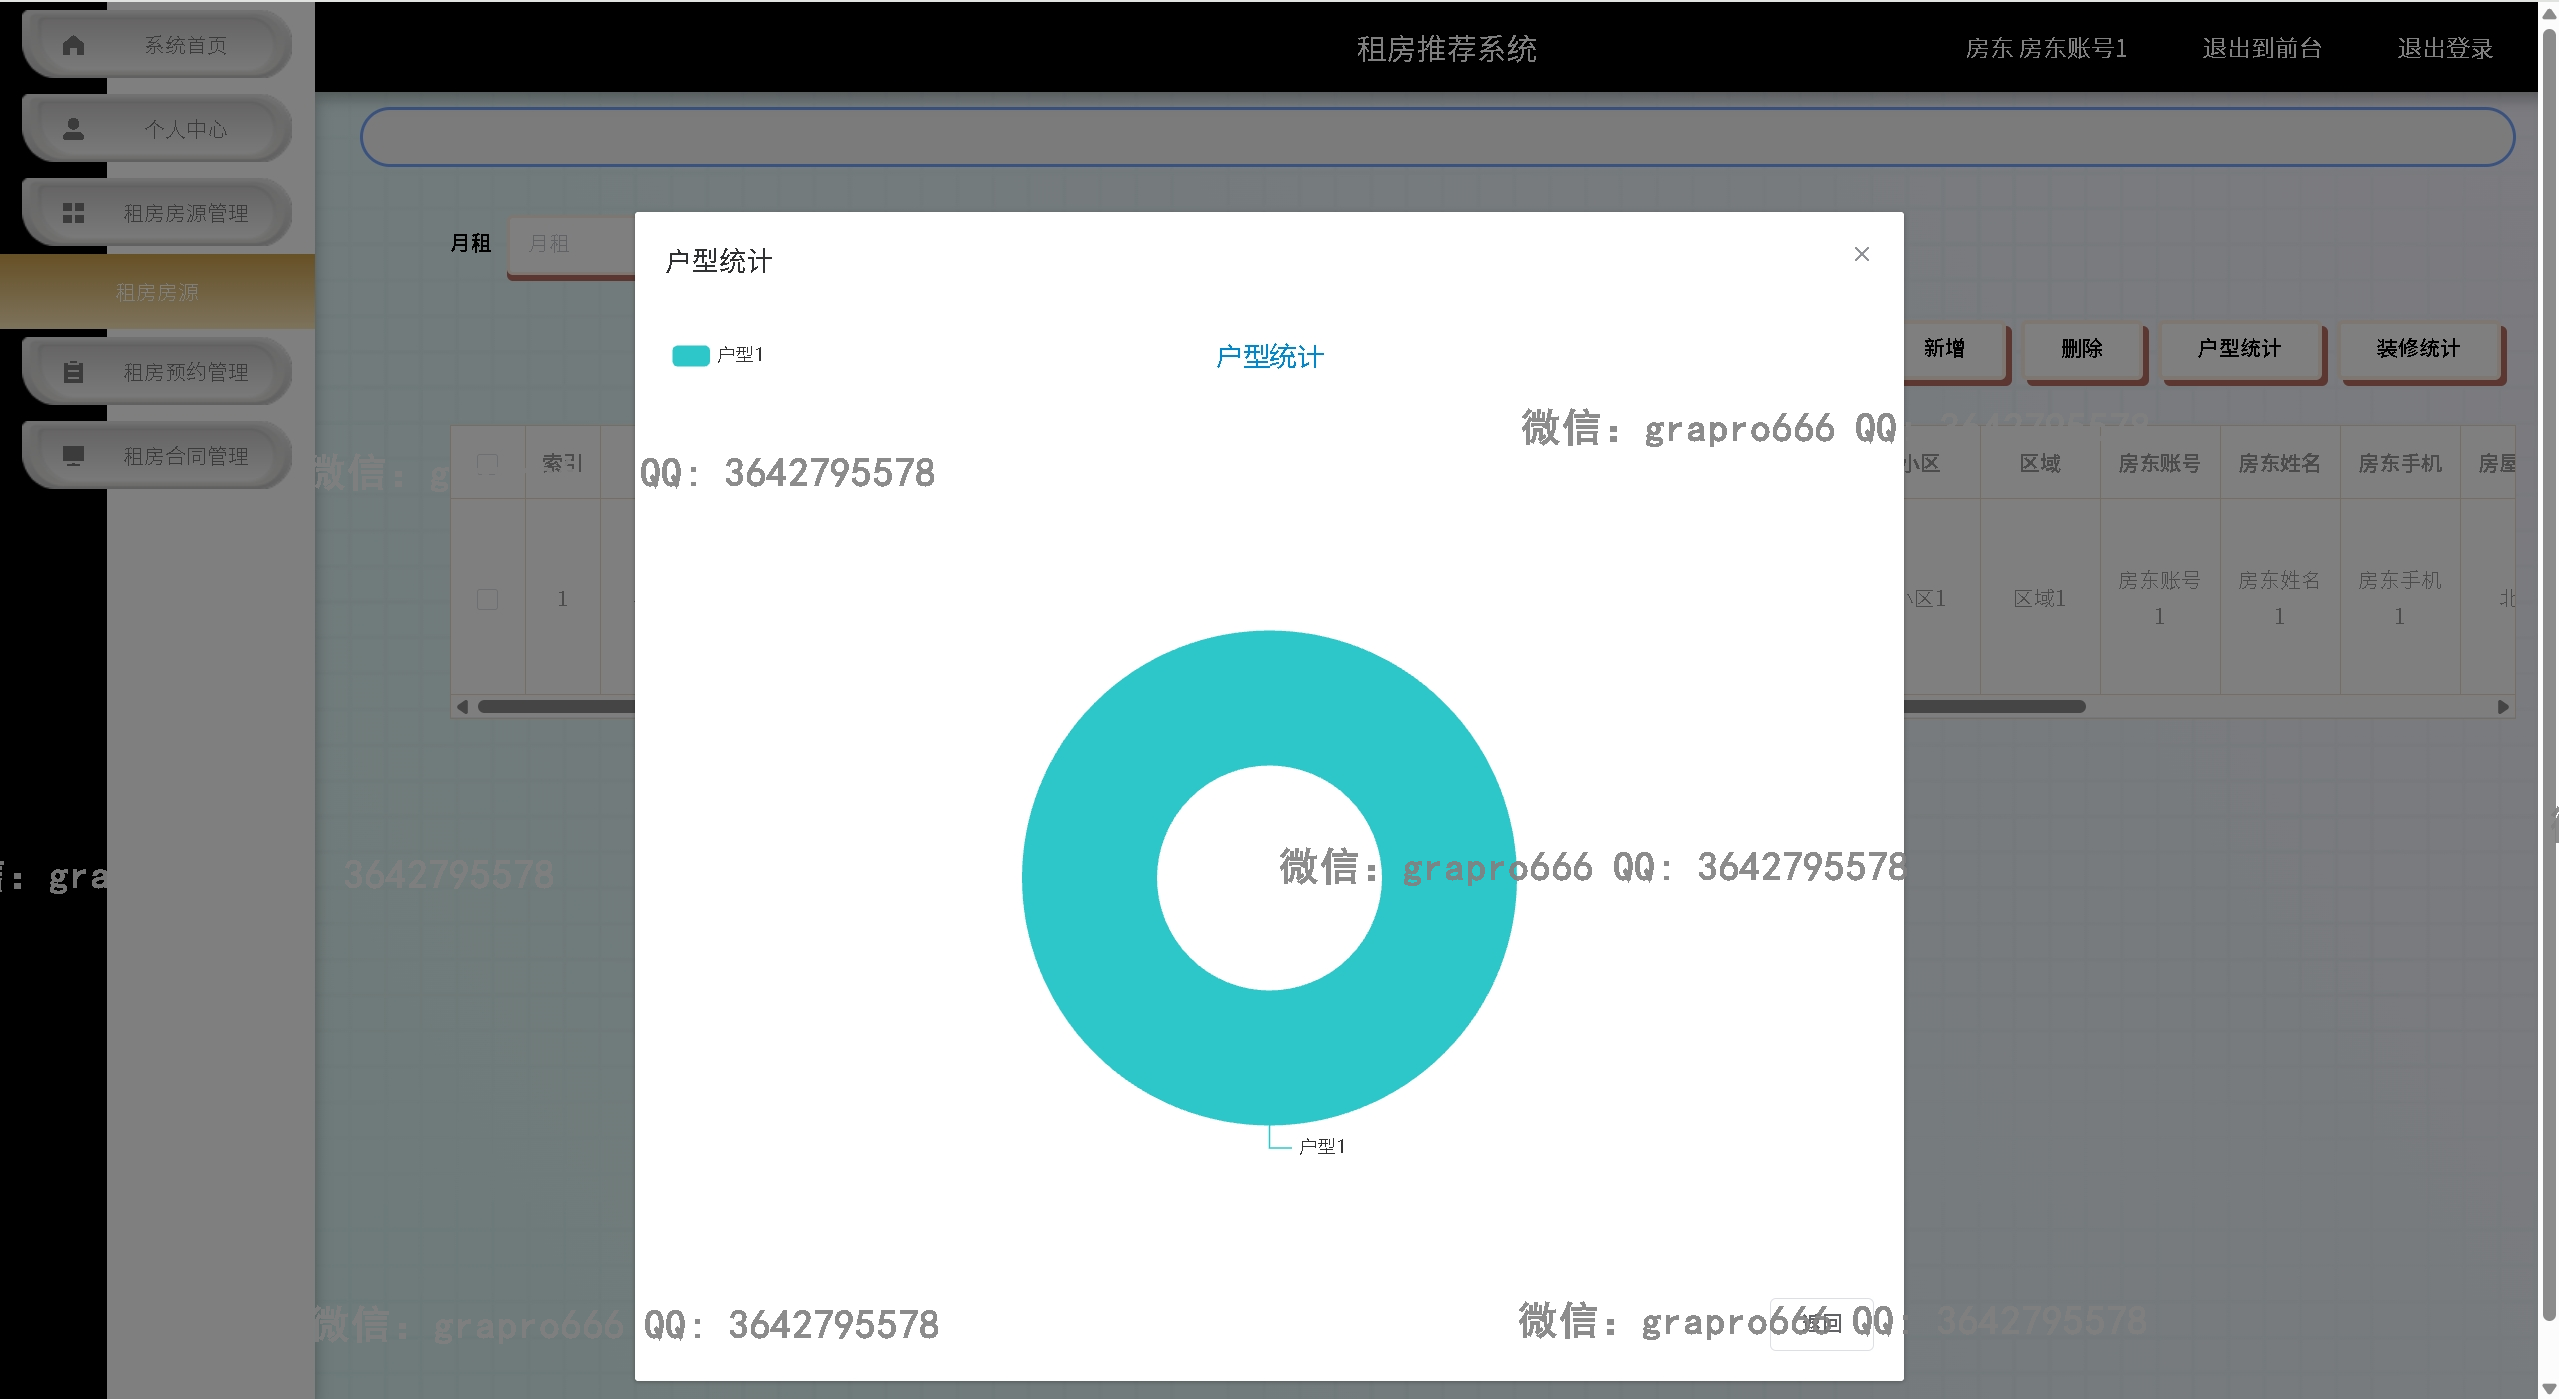 系统首页
租房推荐系统
房东 房东账号1
退出到前台
退出登录
个人中心
租房房源管理
月租
月租
户型统计
租房房源
户型1
户型统计
新增
删除
户型统计
装修统计
租房预约管理
微信: grapro666 QQ: 3642795578
租房合同管理
索引
小区
区域
房东账号
房东姓名
房东手机
房屋
微信: g
QQ: 3642795578
1
小区1
区域1
房东账号1
房东姓名1
房东手机1
北
: gra
3642795578
微信: grapro666 QQ: 3642795578
户型1
微信: grapro666 QQ: 3642795578
微信: grapro666 QQ: 3642795578
返回